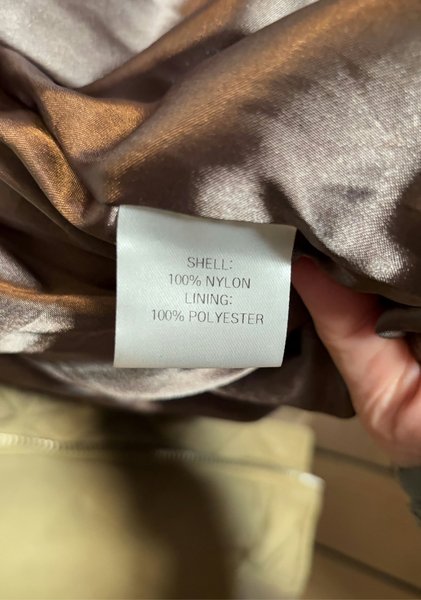 SHELL:
100% NYLON
LINING:
100% POLYESTER